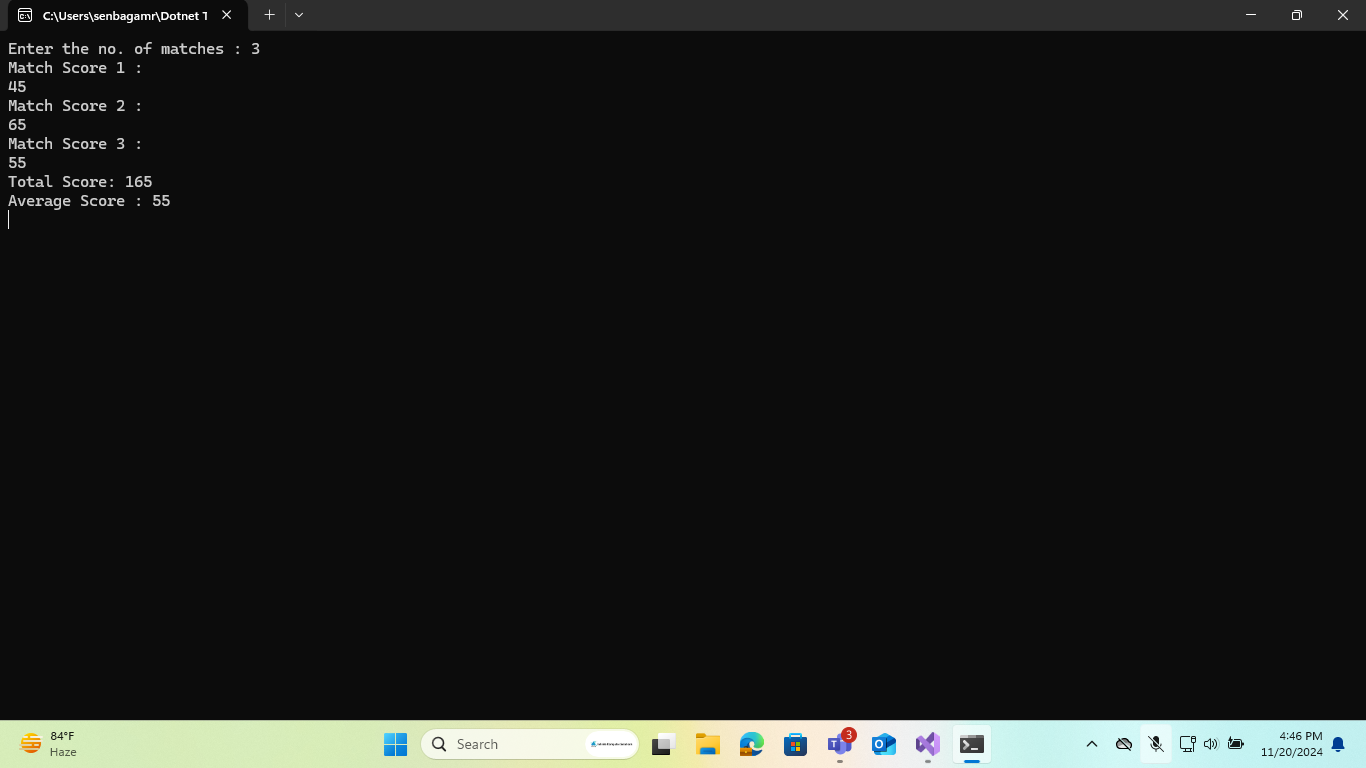 C:\Users\senbagamr\Dotnet T
Enter the no. of matches : 3
Match Score 1 :
45
Match Score 2 :
65
Match Score 3 :
55
Total Score: 165
Average Score : 55
84°F
Haze
Search
3
4:46 PM
11/20/2024